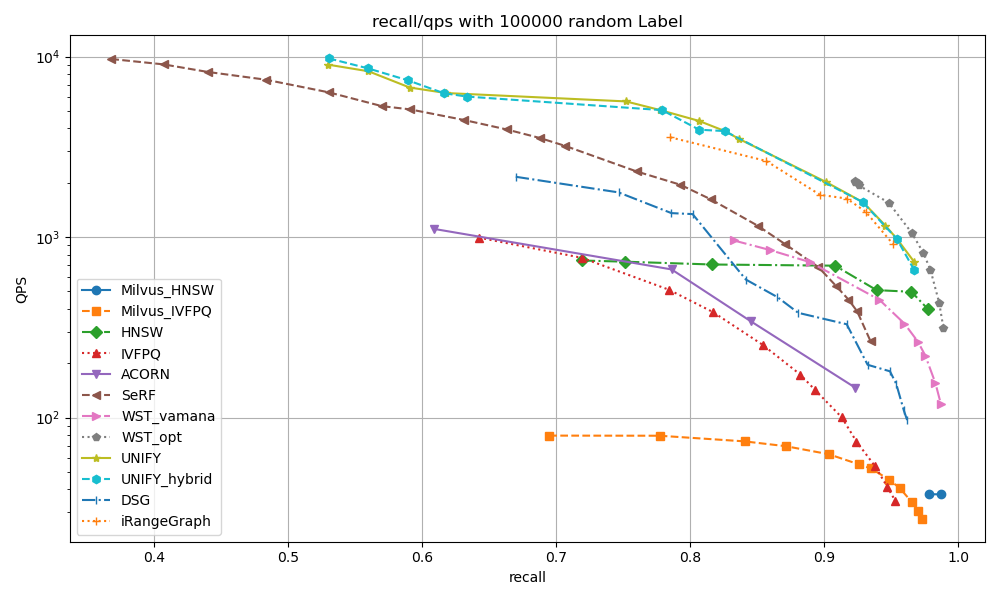 recall/qps with 100000 random Label
QPS
10^4
10^3
10^2
Milvus_HNSW
Milvus_IVFPQ
HNSW
IVFPQ
ACORN
SeRF
WST_vamana
WST_opt
UNIFY
UNIFY_hybrid
DSG
iRangeGraph
0.4 0.5 0.6 0.7 0.8 0.9 1.0
recall